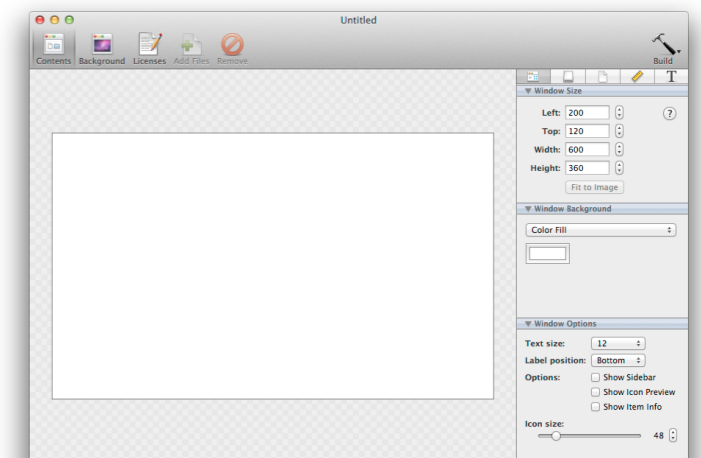 Untitled
Contents Background Licenses Add Files Remove Build
T
Window Size
Left: 200 ?
Top: 120
Width: 600
Height: 360
Fit to Image
Window Background
Color Fill
Window Options
Text size: 12
Label position: Bottom
Options: Show Sidebar
Show Icon Preview
Show Item Info
Icon size:
48